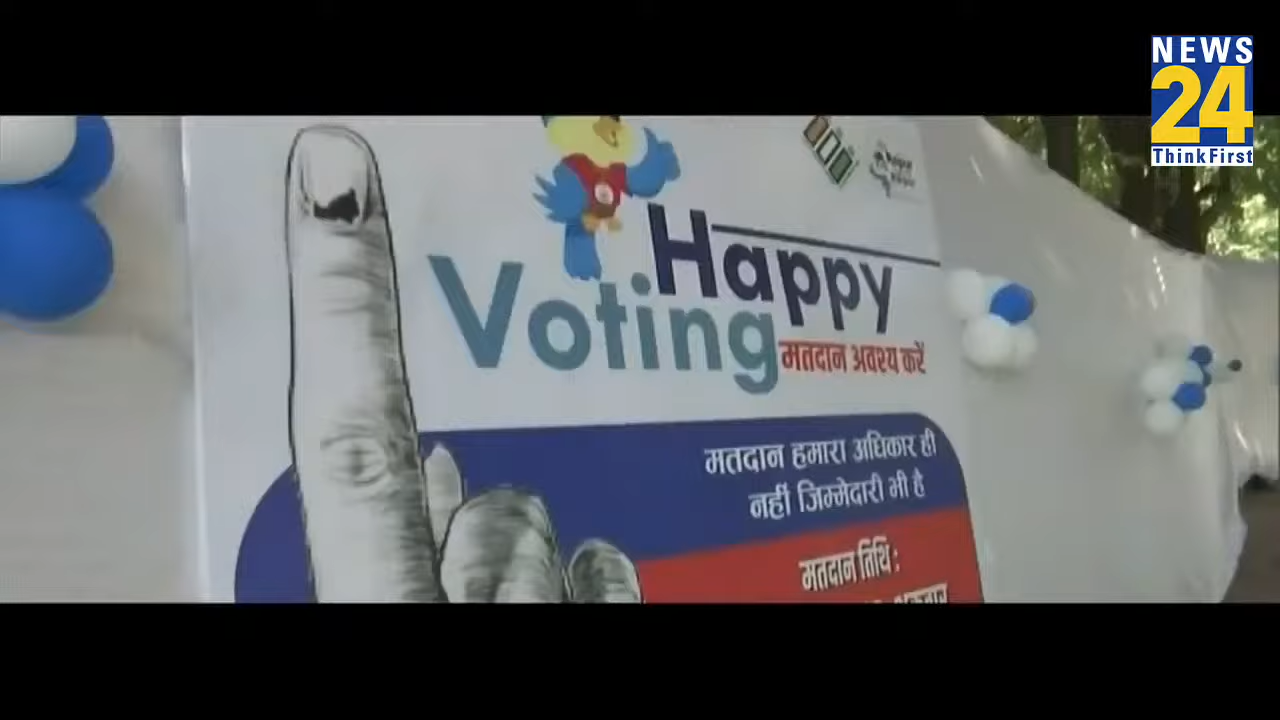 NEWS
24
ThinkFirst
Happy
Voting
मतदान अवश्य करें
मतदान हमारा अधिकार ही
नहीं जिम्मेदारी भी है
मतदान तिथि :